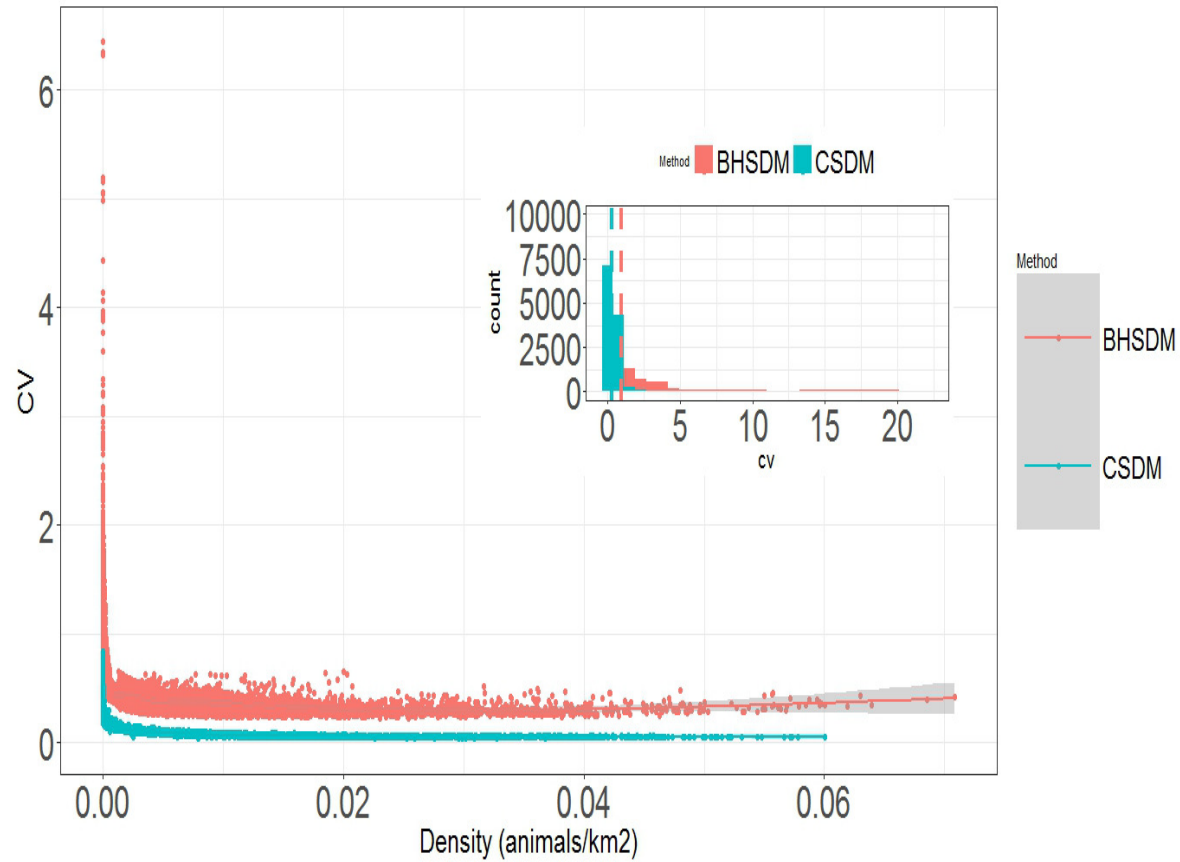 6
4
2
0
CV
0.00 0.02 0.04 0.06
Density (animals/km2)
Method BHSDM CSDM
10000
7500
5000
2500
0
count
0 5 10 15 20
cv
Method
BHSDM
CSDM